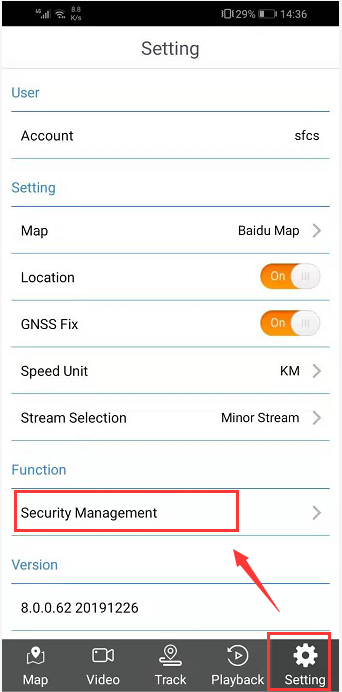 4G 8.8 K/s 29% 14:36
Setting
User
Account sfcs
Setting
Map Baidu Map
Location On
GNSS Fix On
Speed Unit KM
Stream Selection Minor Stream
Function
Security Management
Version
8.0.0.62 20191226
Map Video Track Playback Setting